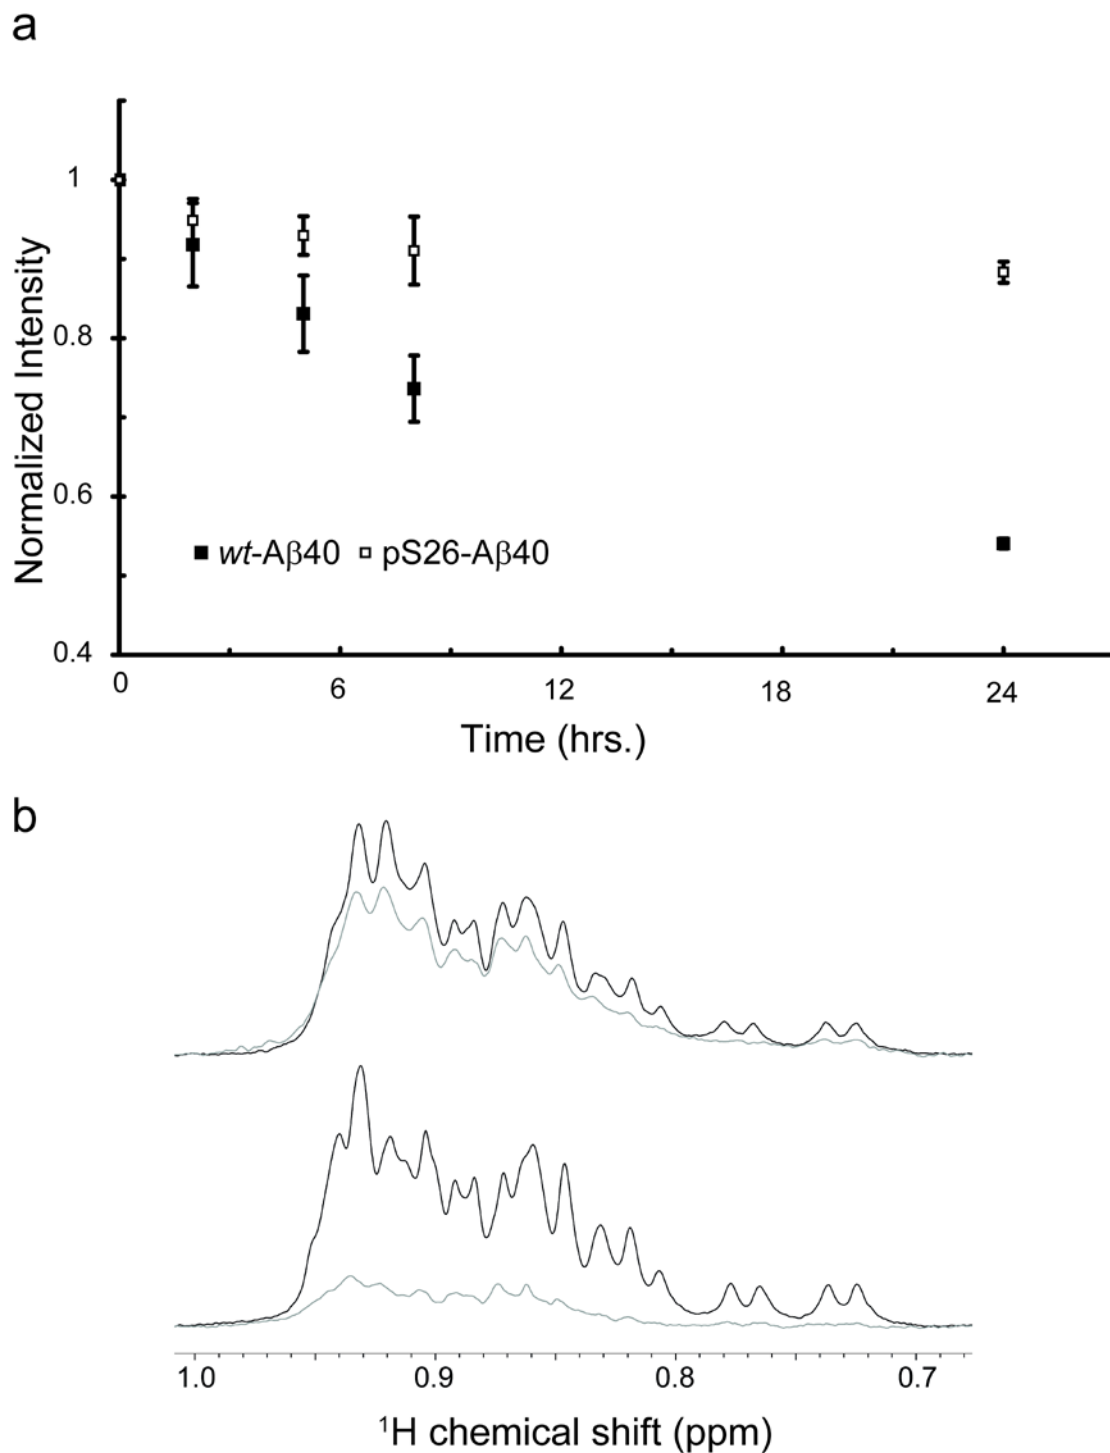 a
Normalized Intensity
1
0.8
0.6
0.4
wt-Aβ40 pS26-Aβ40
0 6 12 18 24
Time (hrs.)
b
1.0 0.9 0.8 0.7
¹H chemical shift (ppm)